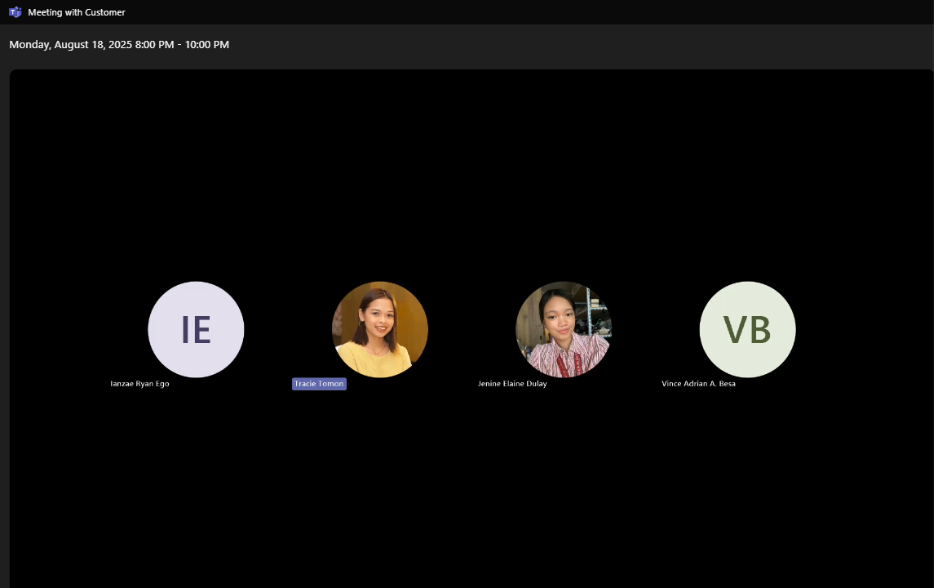 Meeting with Customer
Monday, August 18, 2025 8:00 PM - 10:00 PM
IE
VB
Ianzae Ryan Ego
Tracie Tomon
Jenine Elaine Dulay
Vince Adrian A. Besa